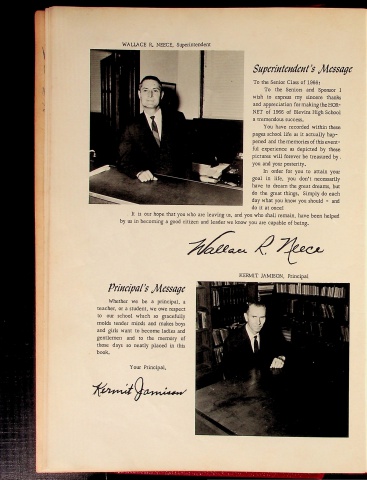 WALLACE R. NEECE, Superintendent
Superintendent's Message
To the Senior Class of 1966:
To the Seniors and Sponsor I
wish to express my sincere thanks
and appreciation for making the HOR-
NET of 1966 of Blevins High School
a tremendous success.
You have recorded within these
pages school life as it actually hap-
pened and the memories of this event-
ful experience as depicted by these
pictures will forever be treasured by
you and your posterity.
In order for you to attain your
goal in life, you don't necessarily
have to dream the great dreams, but
do the great things. Simply do each
day what you know you should - and
do it at once!
It is our hope that you who are leaving us, and you who shall remain, have been helped
by us in becoming a good citizen and leader we know you are capable of being.
Wallace R. Neece
KERMIT JAMISON, Principal
Principal's Message
Whether we be a principal, a
teacher, or a student, we owe respect
to our school which so gracefully
molds tender minds and makes boys
and girls want to become ladies and
gentlemen and to the memory of
these days so neatly placed in this
book.
Your Principal,
Kermit Jamison